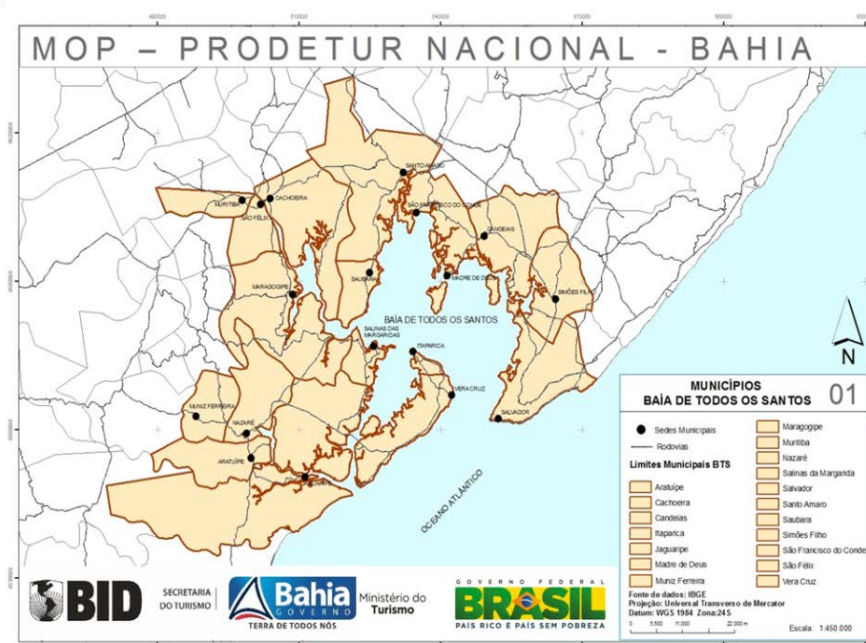 MOP – PRODETUR NACIONAL - BAHIA
SANTO AMARO
MURITIBA
CACHOEIRA
SÃO FÉLIX
SÃO FRANCISCO DO CONDE
CANDEIAS
SAUBARA
MADRE DE DEUS
MARAGOGIPE
SIMÕES FILHO
BAÍA DE TODOS OS SANTOS
SALINAS DAS
MARGARIDAS
ITAPARICA
VERA CRUZ
MUNIZ FERREIRA
SALVADOR
NAZARÉ
ARATUÍPE
OCEANO ATLÂNTICO
N
MUNICÍPIOS
BAÍA DE TODOS OS SANTOS 01
Sedes Municipais
Rodovias
Limites Municipais BTS
Aratuípe
Cachoeira
Candeias
Itaparica
Jaguaripe
Madre de Deus
Muniz Ferreira
Maragogipe
Muritiba
Nazaré
Salinas da Margarida
Salvador
Santo Amaro
Saubara
Simões Filho
São Francisco do Conde
São Félix
Vera Cruz
Fonte de dados: IBGE
Projeção: Universal Transverso de Mercator
Datum: WGS 1984 Zona:24S
Escala: 1:450.000
BID
SECRETARIA
DO TURISMO
Bahia
GOVERNO
TERRA DE TODOS NÓS
Ministério do
Turismo
GOVERNO FEDERAL
BRASIL
PAÍS RICO É PAÍS SEM POBREZA